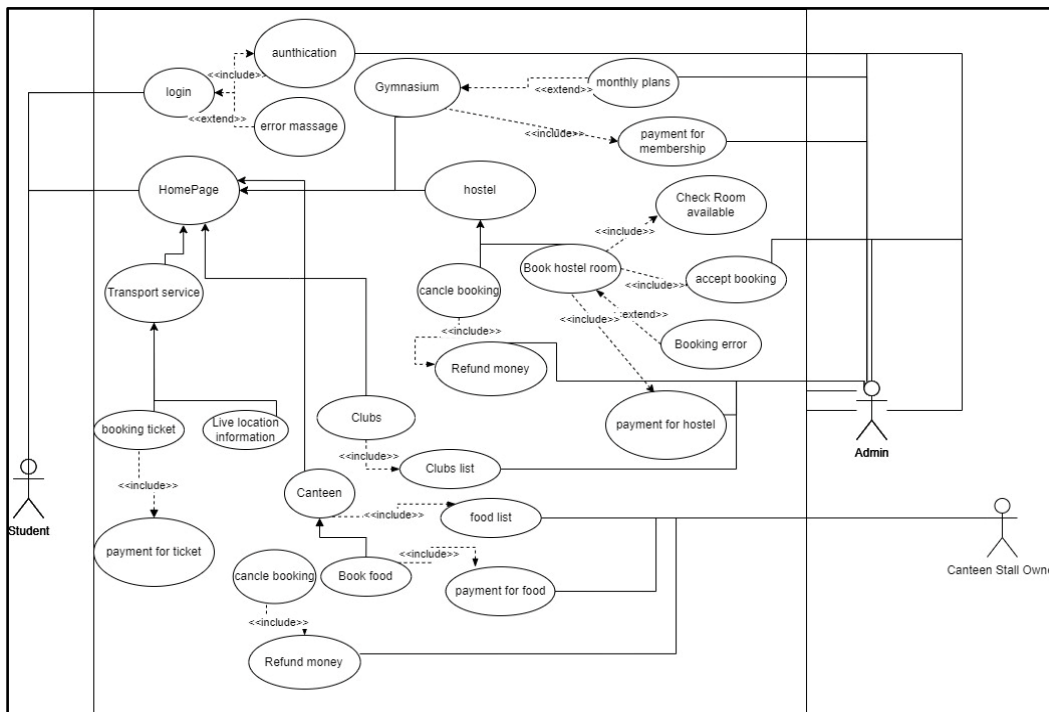 aunthication
<<include>>
login
<<extend>>
error massage
Gymnasium
monthly plans
<<extend>>
<<include>>
payment for
membership
HomePage
hostel
Check Room
available
<<include>>
Book hostel room
accept booking
<<include>>
Transport service
cancle booking
<<include>>
extend>>
<<include>>
Booking error
Refund money
booking ticket
Live location
information
Clubs
payment for hostel
Admin
<<include>>
Clubs list
<<include>>
Canteen
<<include>>
food list
Student
payment for ticket
cancle booking
Book food
<<include>>
payment for food
Canteen Stall Owne
<<include>>
Refund money